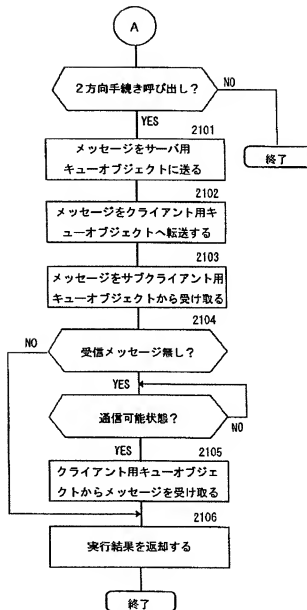 A
2方向手続き呼び出し?
NO
YES
2101
終了
メッセージをサーバ用
キューオブジェクトに送る
2102
メッセージをクライアント用キ
ューオブジェクトへ転送する
2103
メッセージをサブクライアント用
キューオブジェクトから受け取る
2104
NO
受信メッセージ無し?
YES
通信可能状態?
NO
YES
2105
クライアント用キューオブジェ
クトからメッセージを受け取る
2106
実行結果を返却する
終了